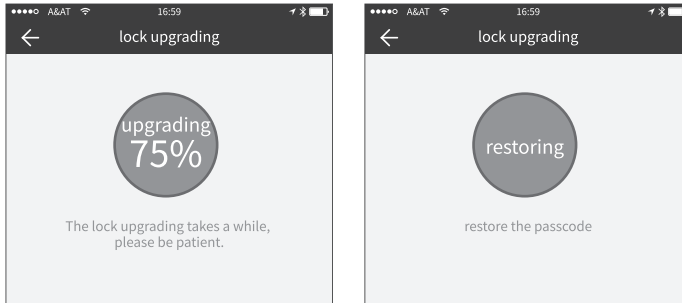 A&AT 16:59
lock upgrading
upgrading
75%
The lock upgrading takes a while,
please be patient.
A&AT 16:59
lock upgrading
restoring
restore the passcode